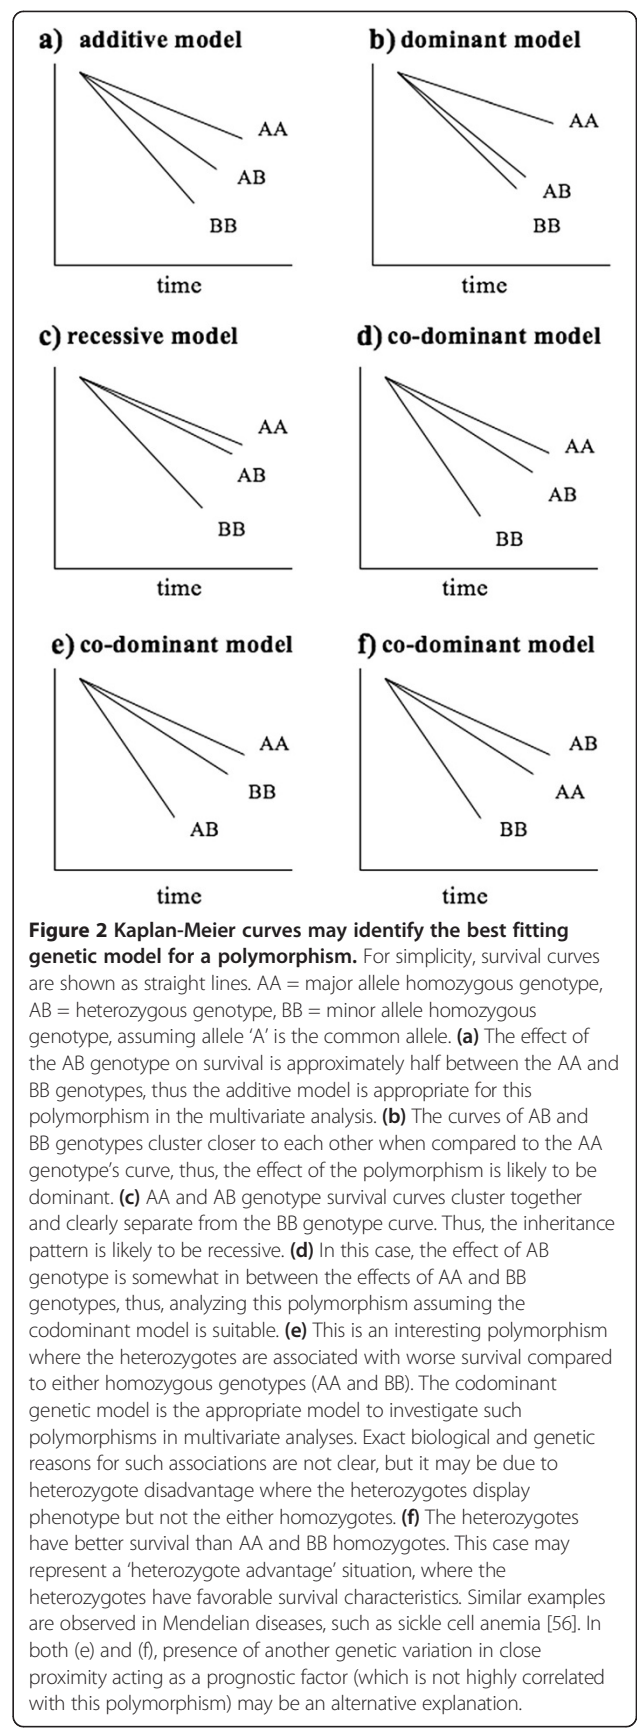 a) additive model
b) dominant model
AA
AB
BB
time
AA
AB
BB
time
c) recessive model
d) co-dominant model
AA
AB
BB
time
AA
AB
BB
time
e) co-dominant model
f) co-dominant model
AA
BB
AB
time
AB
AA
BB
time
Figure 2 Kaplan-Meier curves may identify the best fitting
genetic model for a polymorphism. For simplicity, survival curves
are shown as straight lines. AA = major allele homozygous genotype,
AB = heterozygous genotype, BB = minor allele homozygous
genotype, assuming allele ‘A’ is the common allele. (a) The effect of
the AB genotype on survival is approximately half between the AA and
BB genotypes, thus the additive model is appropriate for this
polymorphism in the multivariate analysis. (b) The curves of AB and
BB genotypes cluster closer to each other when compared to the AA
genotype’s curve, thus, the effect of the polymorphism is likely to be
dominant. (c) AA and AB genotype survival curves cluster together
and clearly separate from the BB genotype curve. Thus, the inheritance
pattern is likely to be recessive. (d) In this case, the effect of AB
genotype is somewhat in between the effects of AA and BB
genotypes, thus, analyzing this polymorphism assuming the
codominant model is suitable. (e) This is an interesting polymorphism
where the heterozygotes are associated with worse survival compared
to either homozygous genotypes (AA and BB). The codominant
genetic model is the appropriate model to investigate such
polymorphisms in multivariate analyses. Exact biological and genetic
reasons for such associations are not clear, but it may be due to
heterozygote disadvantage where the heterozygotes display
phenotype but not the either homozygotes. (f) The heterozygotes
have better survival than AA and BB homozygotes. This case may
represent a ‘heterozygote advantage’ situation, where the
heterozygotes have favorable survival characteristics. Similar examples
are observed in Mendelian diseases, such as sickle cell anemia [56]. In
both (e) and (f), presence of another genetic variation in close
proximity acting as a prognostic factor (which is not highly correlated
with this polymorphism) may be an alternative explanation.